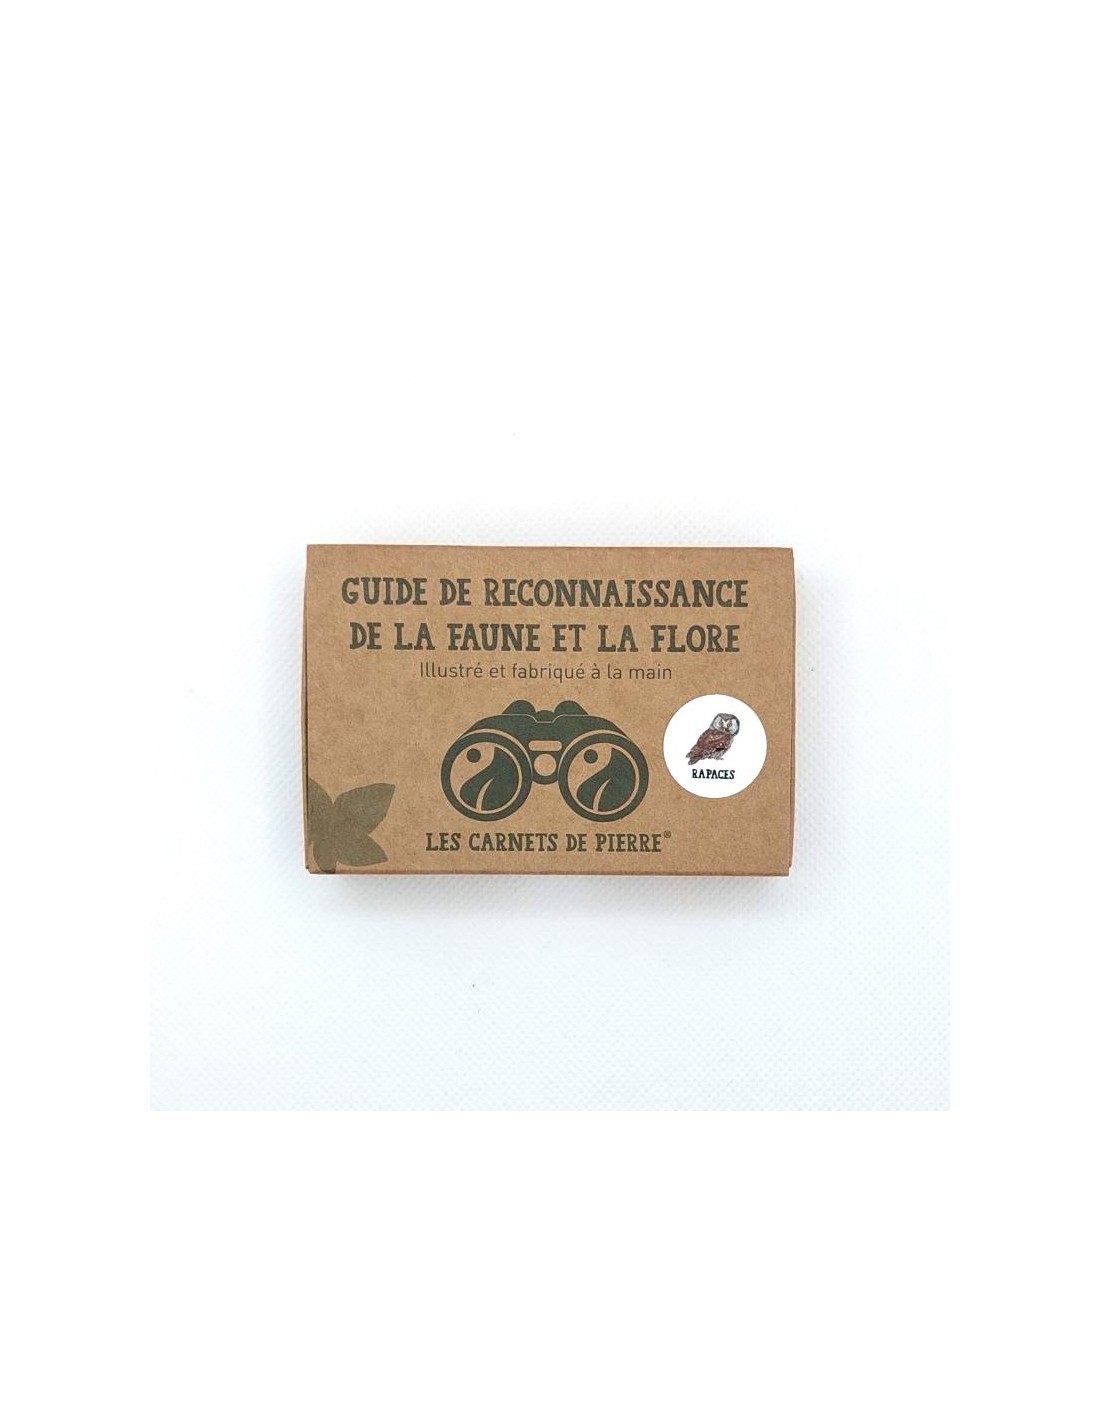 GUIDE DE RECONNAISSANCE
DE LA FAUNE ET LA FLORE
Illustré et fabriqué à la main
RAPACES
LES CARNETS DE PIERRE®